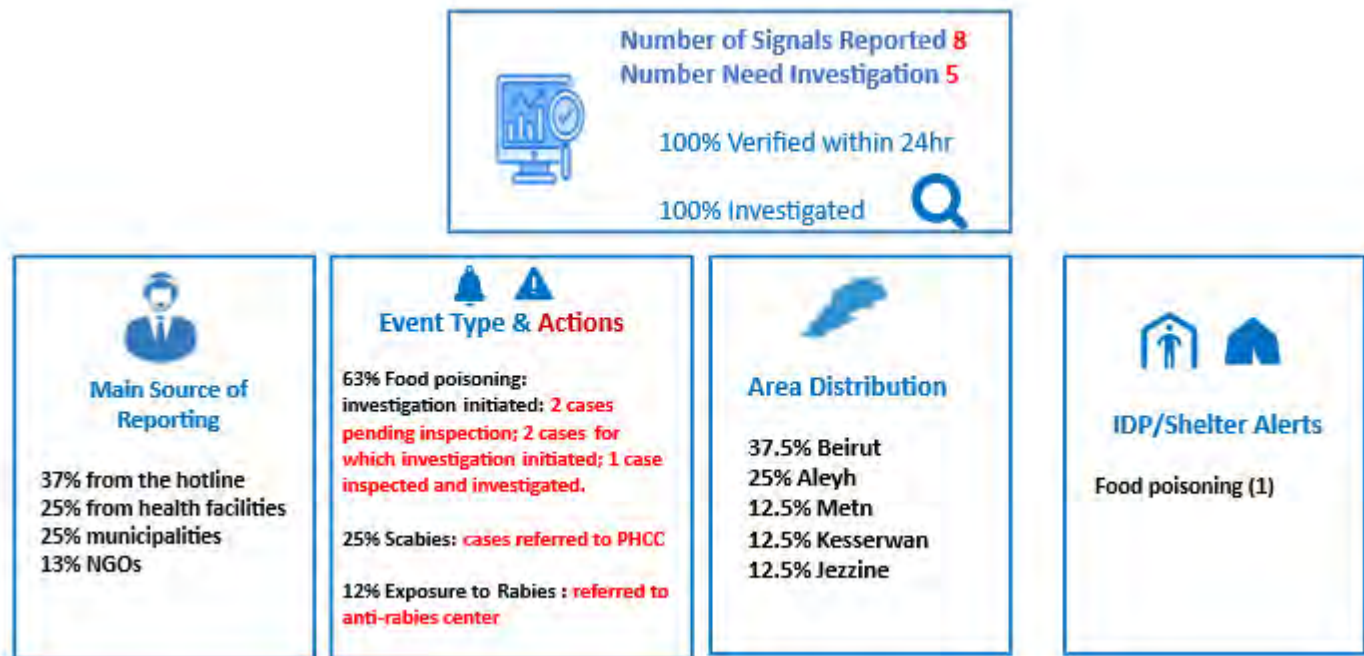 Number of Signals Reported 8
Number Need Investigation 5
100% Verified within 24hr
100% Investigated
Main Source of
Reporting
37% from the hotline
25% from health facilities
25% municipalities
13% NGOs
Event Type & Actions
63% Food poisoning:
investigation initiated: 2 cases
pending inspection; 2 cases for
which investigation initiated; 1 case
inspected and investigated.
25% Scabies: cases referred to PHCC
12% Exposure to Rabies : referred to
anti-rabies center
Area Distribution
37.5% Beirut
25% Aleyh
12.5% Metn
12.5% Kesserwan
12.5% Jezzine
IDP/Shelter Alerts
Food poisoning (1)